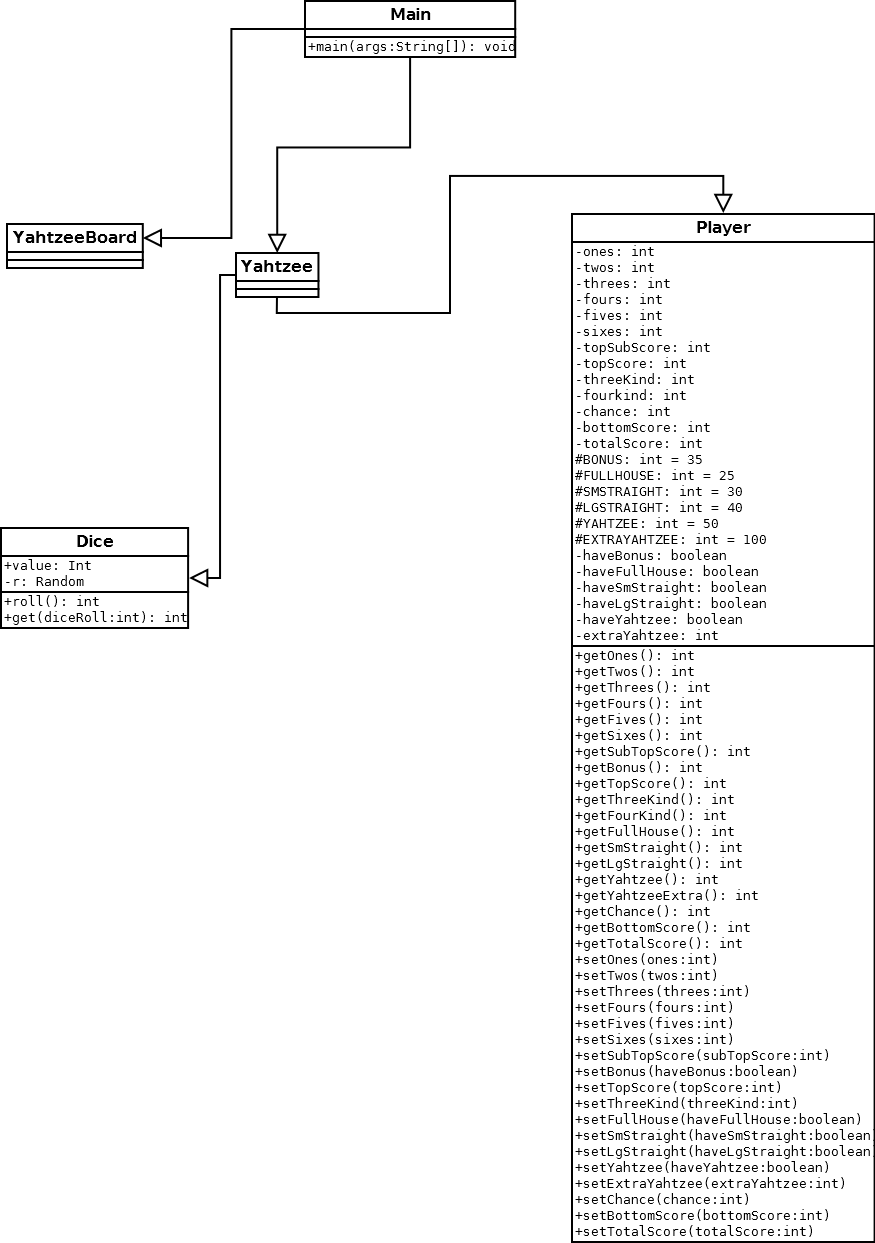 Main
+main(args:String[]): void
YahtzeeBoard
Yahtzee
Player
-ones: int
-twos: int
-threes: int
-fours: int
-fives: int
-sixes: int
-topSubScore: int
-topScore: int
-threeKind: int
-fourkind: int
-chance: int
-bottomScore: int
-totalScore: int
#BONUS: int = 35
#FULLHOUSE: int = 25
#SMSTRAIGHT: int = 30
#LGSTRAIGHT: int = 40
#YAHTZEE: int = 50
#EXTRAYAHTZEE: int = 100
-haveBonus: boolean
-haveFullHouse: boolean
-haveSmStraight: boolean
-haveLgStraight: boolean
-haveYahtzee: boolean
-extraYahtzee: int
+getOnes(): int
+getTwos(): int
+getThrees(): int
+getFours(): int
+getFives(): int
+getSixes(): int
+getSubTopScore(): int
+getBonus(): int
+getTopScore(): int
+getThreeKind(): int
+getFourKind(): int
+getFullHouse(): int
+getSmStraight(): int
+getLgStraight(): int
+getYahtzee(): int
+getYahtzeeExtra(): int
+getChance(): int
+getBottomScore(): int
+getTotalScore(): int
+setOnes(ones:int)
+setTwos(twos:int)
+setThrees(threes:int)
+setFours(fours:int)
+setFives(fives:int)
+setSixes(sixes:int)
+setSubTopScore(subTopScore:int)
+setBonus(haveBonus:boolean)
+setTopScore(topScore:int)
+setThreeKind(threeKind:int)
+setFullHouse(haveFullHouse:boolean)
+setSmStraight(haveSmStraight:boolean)
+setLgStraight(haveLgStraight:boolean)
+setYahtzee(haveYahtzee:boolean)
+setExtraYahtzee(extraYahtzee:int)
+setChance(chance:int)
+setBottomScore(bottomScore:int)
+setTotalScore(totalScore:int)
Dice
+value: Int
-r: Random
+roll(): int
+get(diceRoll:int): int